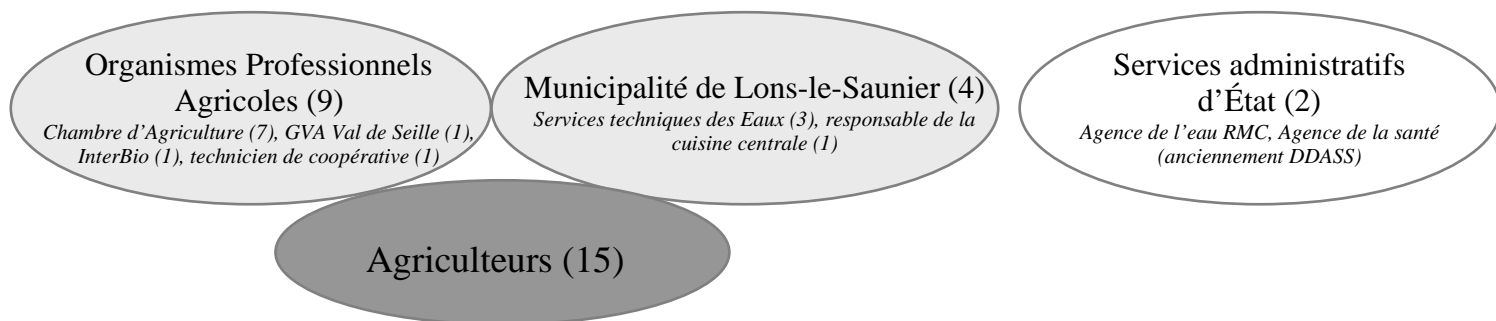 Organismes Professionnels
Agricoles (9)
Chambre d’Agriculture (7), GVA Val de Seille (1),
InterBio (1), technicien de coopérative (1)
Municipalité de Lons-le-Saunier (4)
Services techniques des Eaux (3), responsable de la
cuisine centrale (1)
Services administratifs
d’État (2)
Agence de l’eau RMC, Agence de la santé
(anciennement DDASS)
Agriculteurs (15)